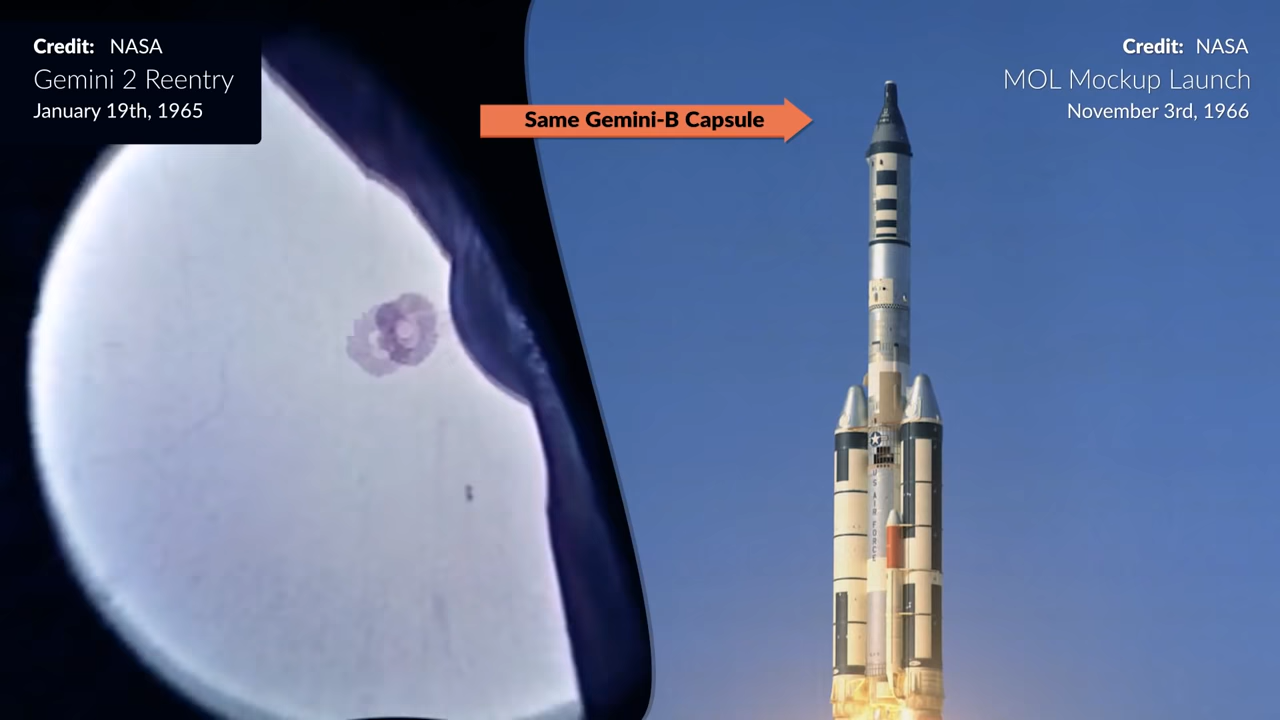 Credit: NASA
Gemini 2 Reentry
January 19th, 1965
Same Gemini-B Capsule
Credit: NASA
MOL Mockup Launch
November 3rd, 1966
US AIR FORCE